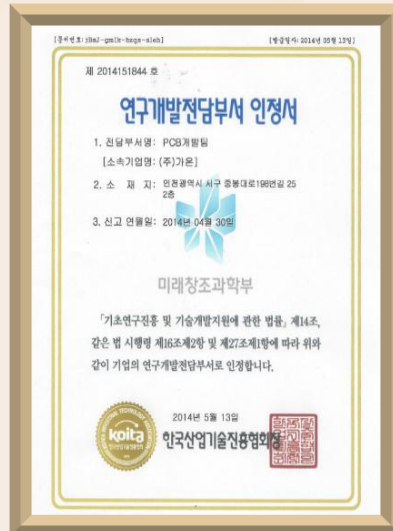 [발급일자: 2014년 05월 13일]
제 2014151844 호
연구개발전담부서 인정서
1. 전담부서명: PCB개발팀
[소속기업명: (주)가온]
2. 소 재 지: 인천광역시 서구 중봉대로198번길 25
2층
3. 신고 연월일: 2014년 04월 30일
미래창조과학부
「기초연구진흥 및 기술개발지원에 관한 법률」 제14조,
같은 법 시행령 제16조제2항 및 제27조제1항에 따라 위와
같이 기업의 연구개발전담부서로 인정합니다.
2014년 5월 13일
koita
한국산업기술진흥협회장